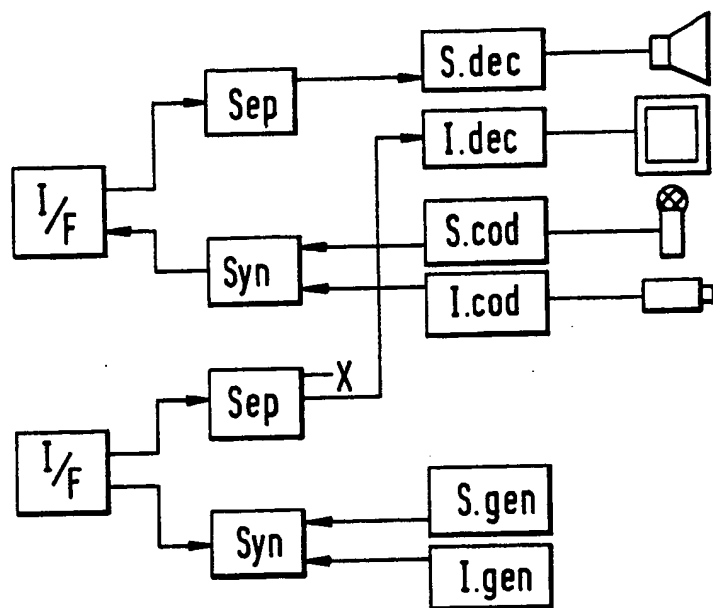 S.dec
Sep
I.dec
I/F
S.cod
Syn
I.cod
Sep
X
I/F
S.gen
Syn
I.gen